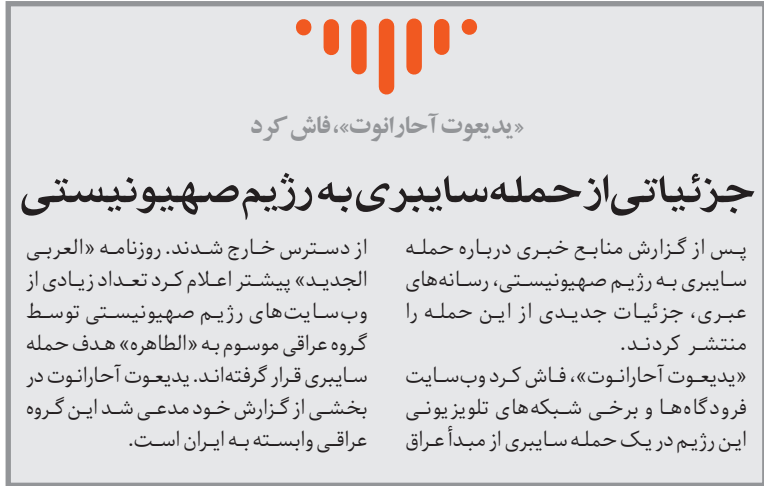 «یدیعوت آحارانوت»، فاش کرد
جزئیاتی از حمله سایبری به رژیم صهیونیستی
پس از گزارش منابع خبری درباره حمله
سایبری به رژیم صهیونیستی، رسانه‌های
عبری، جزئیات جدیدی از این حمله را
منتشر کردند.
«یدیعوت آحارانوت»، فاش کرد وب‌سایت
فرودگاه‌ها و برخی شبکه‌های تلویزیونی
این رژیم در یک حمله سایبری از مبدأ عراق
از دسترس خارج شدند. روزنامه «العربی
الجدید» پیشتر اعلام کرد تعداد زیادی از
وب‌سایت‌های رژیم صهیونیستی توسط
گروه عراقی موسوم به «الطاهره» هدف حمله
سایبری قرار گرفته‌اند. یدیعوت آحارانوت در
بخشی از گزارش خود مدعی شد این گروه
عراقی وابسته به ایران است.